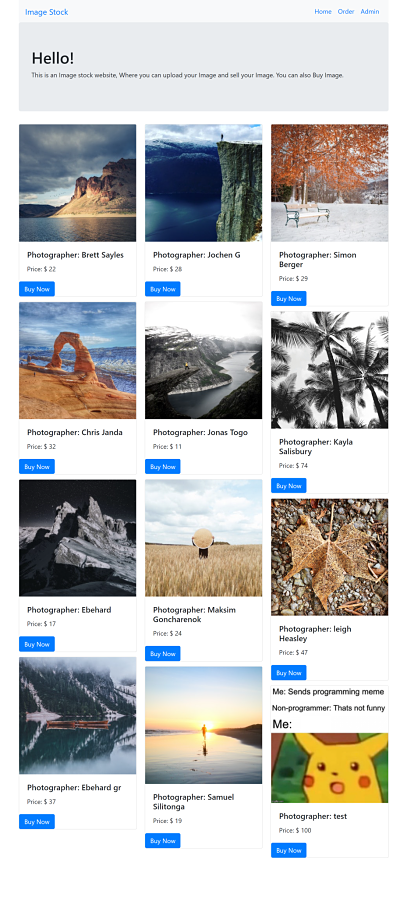 Image Stock
Home Order Admin
Hello!
This is an Image stock website, Where you can upload your Image and sell your Image. You can also Buy Image.
Photographer: Brett Sayles
Price: $ 22
Buy Now
Photographer: Chris Janda
Price: $ 32
Buy Now
Photographer: Ebehard
Price: $ 17
Buy Now
Photographer: Ebehard gr
Price: $ 37
Buy Now
Photographer: Jochen G
Price: $ 28
Buy Now
Photographer: Jonas Togo
Price: $ 11
Buy Now
Photographer: Maksim
Goncharenok
Price: $ 24
Buy Now
Photographer: Samuel
Silitonga
Price: $ 19
Buy Now
Photographer: Simon
Berger
Price: $ 29
Buy Now
Photographer: Kayla
Salisbury
Price: $ 74
Buy Now
Photographer: leigh
Heasley
Price: $ 47
Buy Now
Me: Sends programming meme
Non-programmer: Thats not funny
Me:
Photographer: test
Price: $ 100
Buy Now